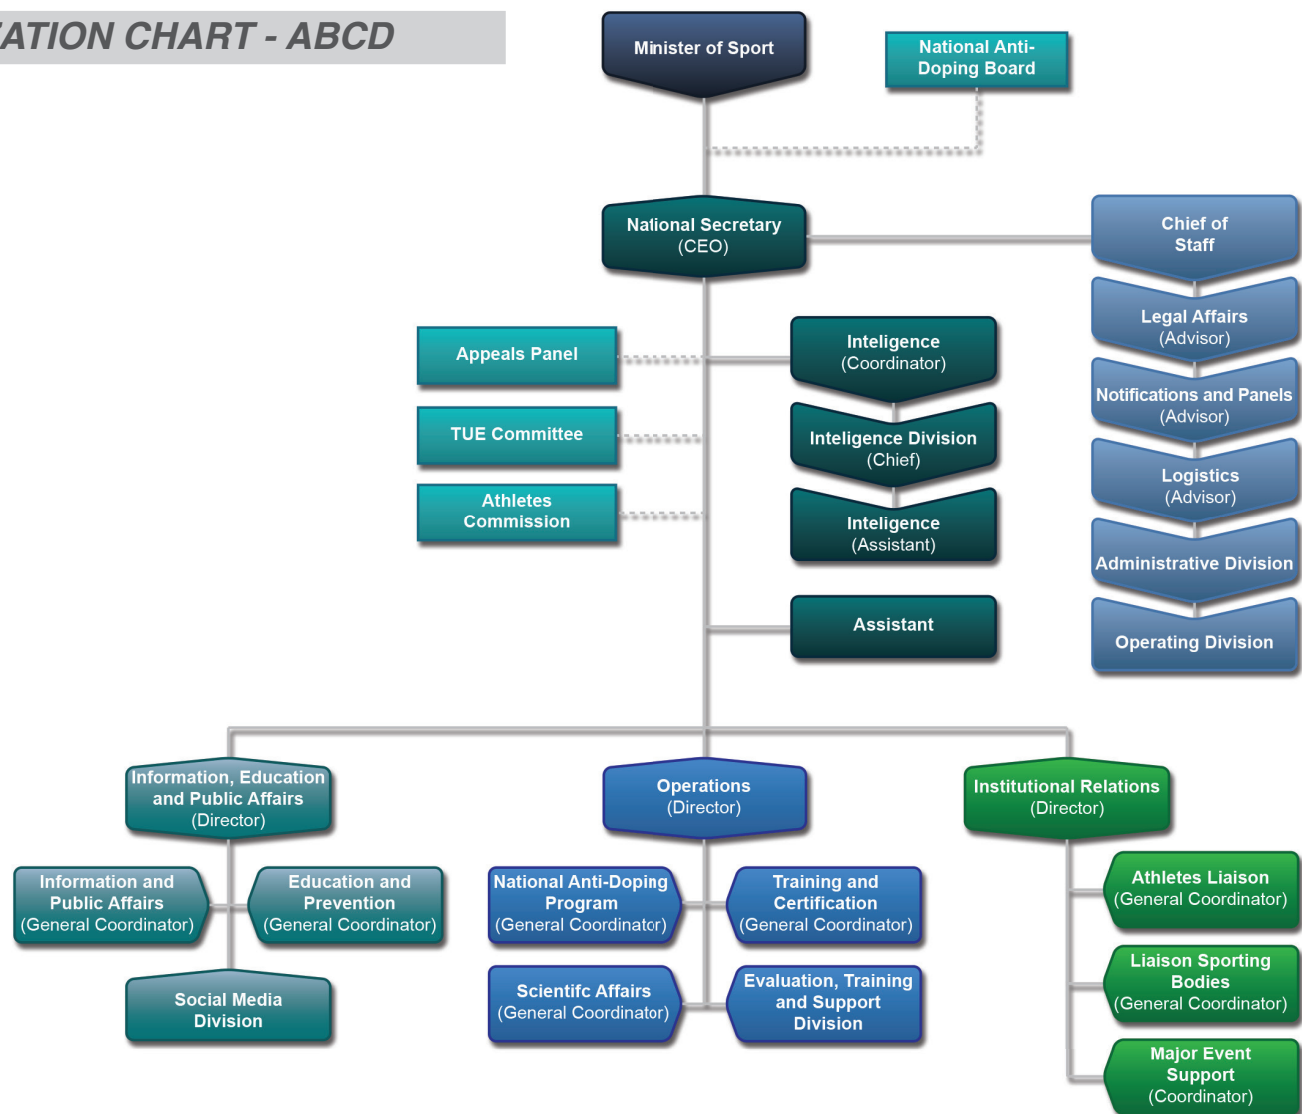 ZATION CHART - ABCD
Minister of Sport
National Anti-
Doping Board
National Secretary
(CEO)
Chief of
Staff
Legal Affairs
(Advisor)
Notifications and Panels
(Advisor)
Logistics
(Advisor)
Administrative Division
Operating Division
Appeals Panel
TUE Committee
Athletes
Commission
Inteligence
(Coordinator)
Inteligence Division
(Chief)
Inteligence
(Assistant)
Assistant
Information, Education
and Public Affairs
(Director)
Information and
Public Affairs
(General Coordinator)
Education and
Prevention
(General Coordinator)
Social Media
Division
Operations
(Director)
National Anti-Doping
Program
(General Coordinator)
Training and
Certification
(General Coordinator)
Scientifc Affairs
(General Coordinator)
Evaluation, Training
and Support
Division
Institutional Relations
(Director)
Athletes Liaison
(General Coordinator)
Liaison Sporting
Bodies
(General Coordinator)
Major Event
Support
(Coordinator)